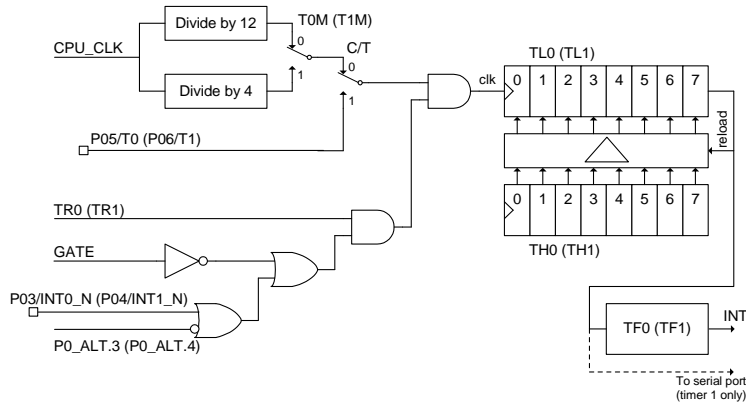 T0M (T1M)
Divide by 12
CPU_CLK
0
1
C/T
0
1
Divide by 4
TL0 (TL1)
clk
0 1 2 3 4 5 6 7
P05/T0 (P06/T1)
reload
0 1 2 3 4 5 6 7
TH0 (TH1)
TR0 (TR1)
GATE
P03/INT0_N (P04/INT1_N)
P0_ALT.3 (P0_ALT.4)
TF0 (TF1)
INT
To serial port
(timer 1 only)